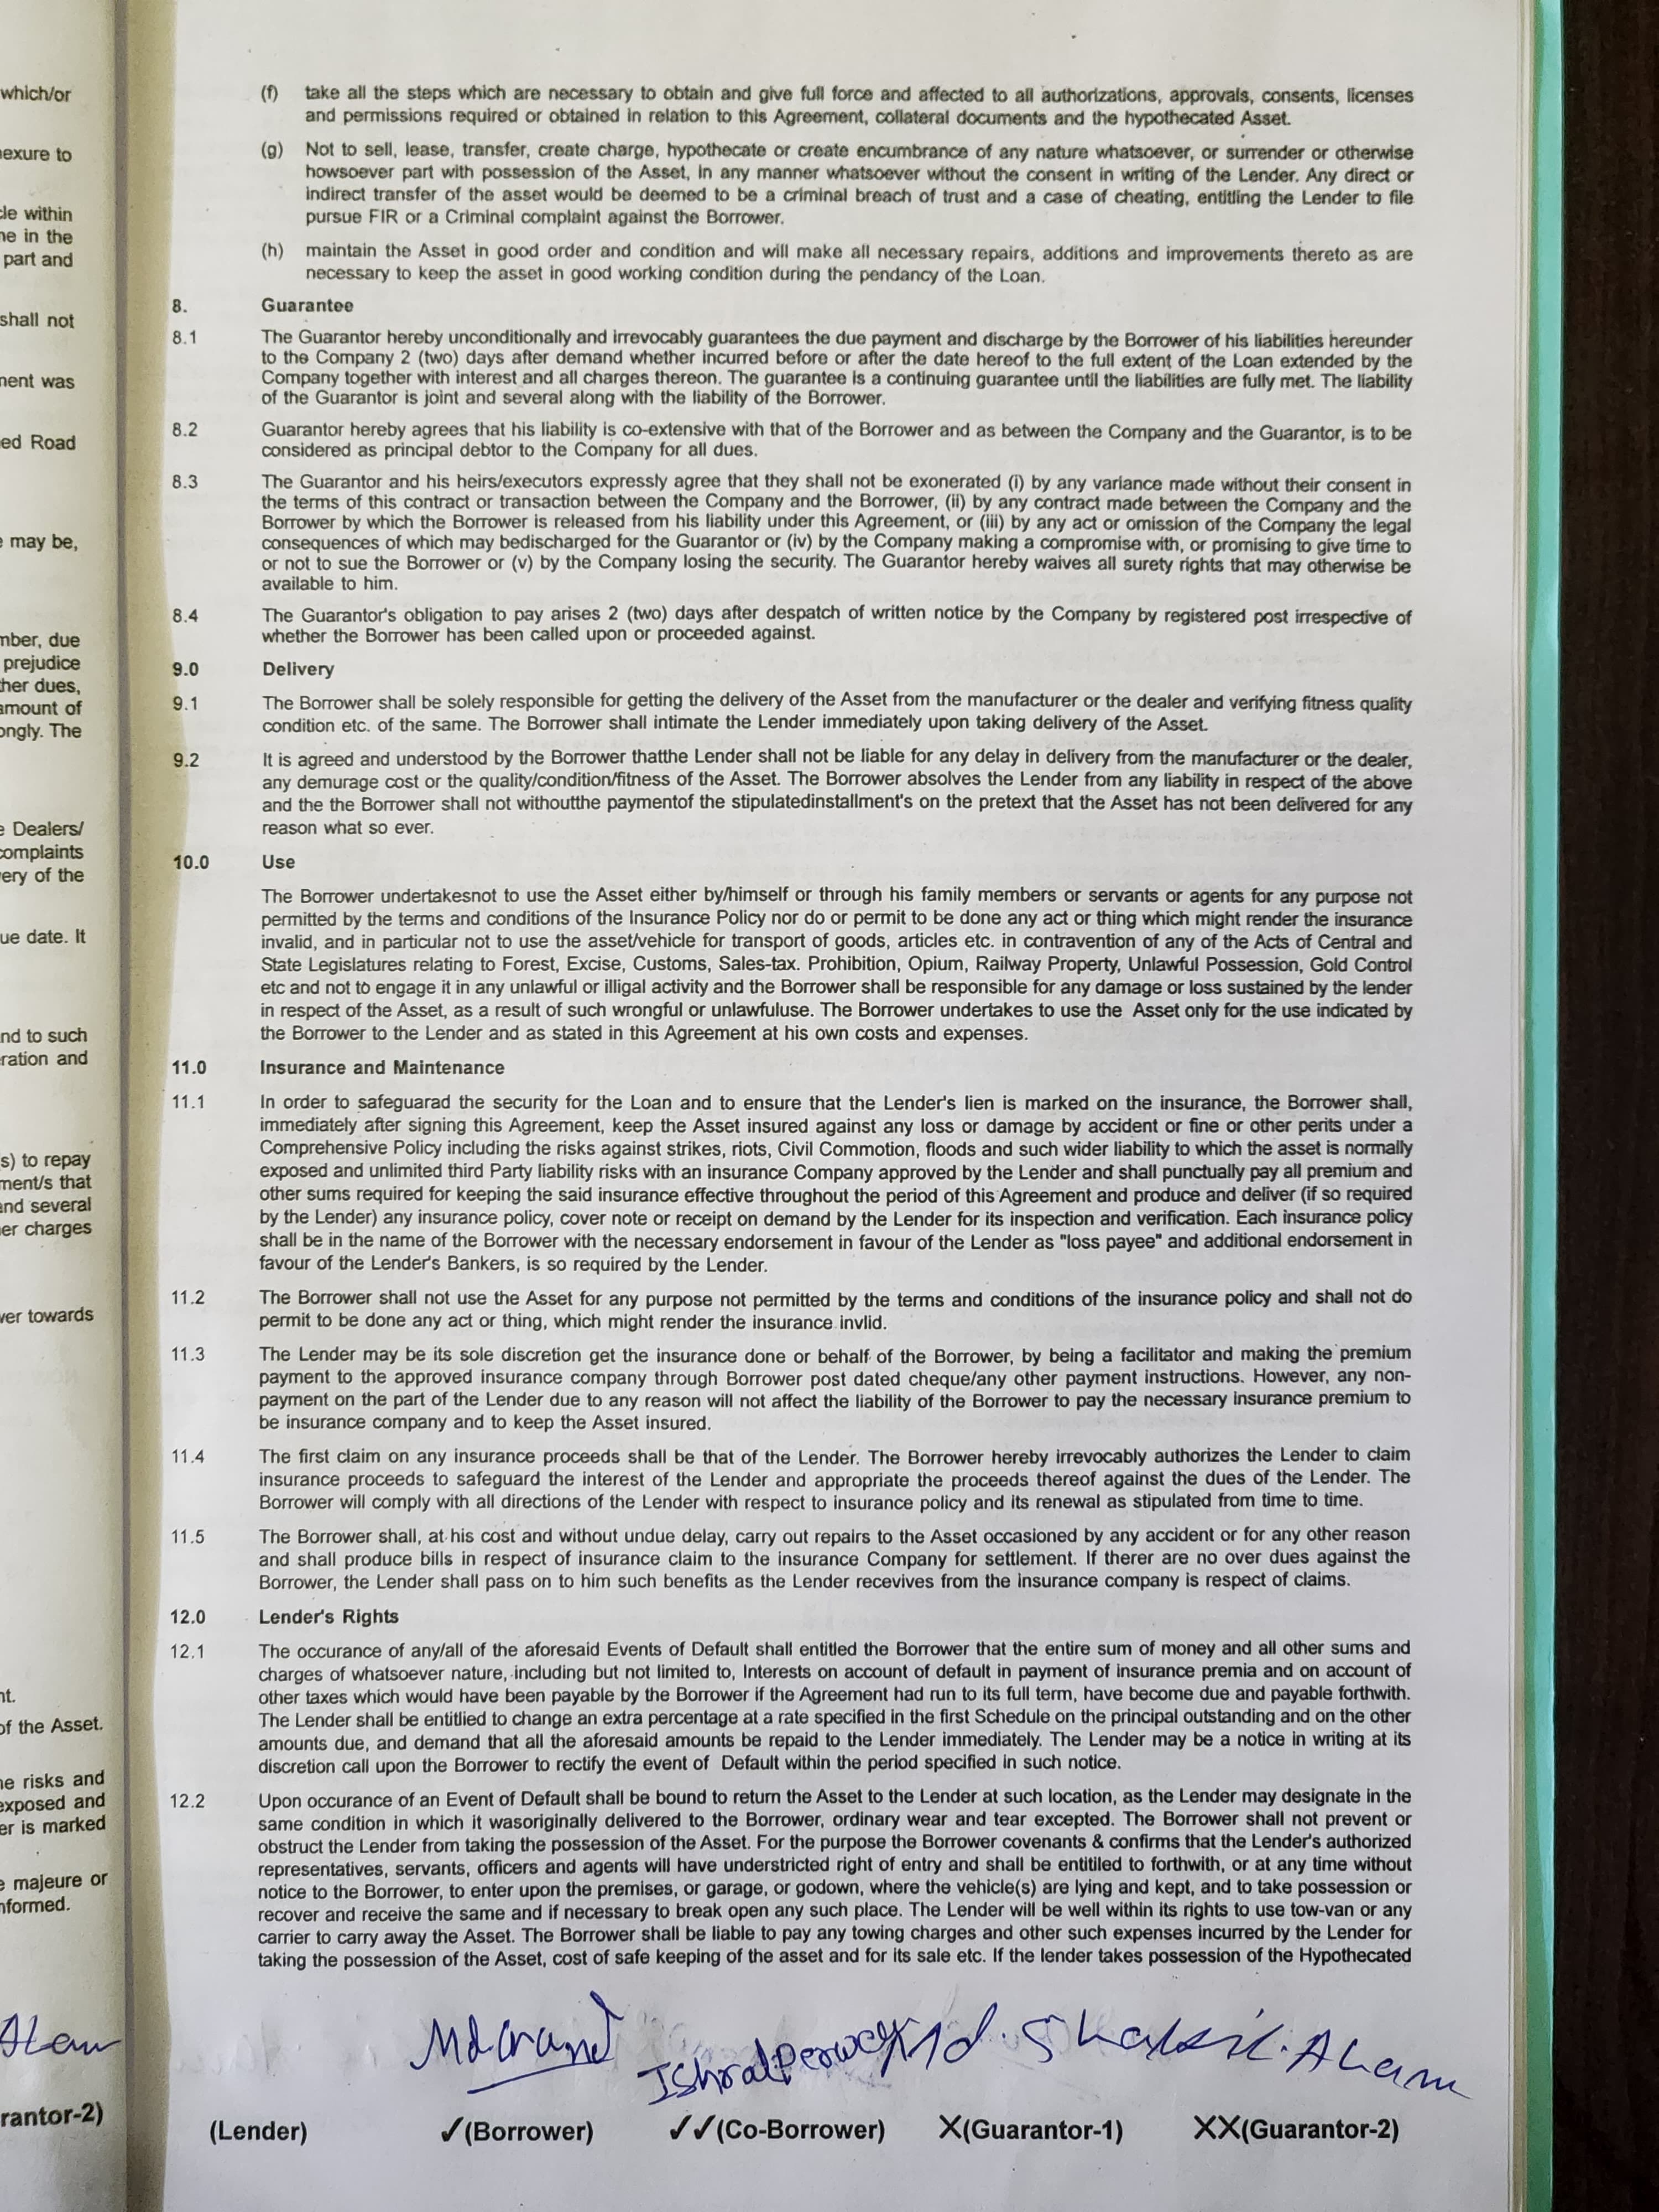 which/or
nexure to
cle within
ne in the
part and
shall not
nent was
ed Road
e may be,
mber, due
prejudice
her dues,
amount of
ongly. The
e Dealers/
complaints
ery of the
ue date. It
nd to such
ration and
s) to repay
ment/s that
and several
er charges
ver towards
nt.
of the Asset.
he risks and
exposed and
er is marked
e majeure or
nformed.
rantor-2)
(f) take all the steps which are necessary to obtain and give full force and affected to all authorizations, approvals, consents, licenses
and permissions required or obtained in relation to this Agreement, collateral documents and the hypothecated Asset.
(g) Not to sell, lease, transfer, create charge, hypothecate or create encumbrance of any nature whatsoever, or surrender or otherwise
howsoever part with possession of the Asset, in any manner whatsoever without the consent in writing of the Lender. Any direct or
indirect transfer of the asset would be deemed to be a criminal breach of trust and a case of cheating, entitling the Lender to file
pursue FIR or a Criminal complaint against the Borrower.
(h) maintain the Asset in good order and condition and will make all necessary repairs, additions and improvements thereto as are
necessary to keep the asset in good working condition during the pendancy of the Loan.
8. Guarantee
8.1 The Guarantor hereby unconditionally and irrevocably guarantees the due payment and discharge by the Borrower of his liabilities hereunder
to the Company 2 (two) days after demand whether incurred before or after the date hereof to the full extent of the Loan extended by the
Company together with interest and all charges thereon. The guarantee is a continuing guarantee until the liabilities are fully met. The liability
of the Guarantor is joint and several along with the liability of the Borrower.
8.2 Guarantor hereby agrees that his liability is co-extensive with that of the Borrower and as between the Company and the Guarantor, is to be
considered as principal debtor to the Company for all dues.
8.3 The Guarantor and his heirs/executors expressly agree that they shall not be exonerated (i) by any variance made without their consent in
the terms of this contract or transaction between the Company and the Borrower, (ii) by any contract made between the Company and the
Borrower by which the Borrower is released from his liability under this Agreement, or (iii) by any act or omission of the Company the legal
consequences of which may bedischarged for the Guarantor or (iv) by the Company making a compromise with, or promising to give time to
or not to sue the Borrower or (v) by the Company losing the security. The Guarantor hereby waives all surety rights that may otherwise be
available to him.
8.4 The Guarantor's obligation to pay arises 2 (two) days after despatch of written notice by the Company by registered post irrespective of
whether the Borrower has been called upon or proceeded against.
9.0 Delivery
9.1 The Borrower shall be solely responsible for getting the delivery of the Asset from the manufacturer or the dealer and verifying fitness quality
condition etc. of the same. The Borrower shall intimate the Lender immediately upon taking delivery of the Asset.
9.2 It is agreed and understood by the Borrower thatthe Lender shall not be liable for any delay in delivery from the manufacturer or the dealer,
any demurage cost or the quality/condition/fitness of the Asset. The Borrower absolves the Lender from any liability in respect of the above
and the the Borrower shall not withoutthe paymentof the stipulatedinstallment's on the pretext that the Asset has not been delivered for any
reason what so ever.
10.0 Use
The Borrower undertakesnot to use the Asset either by/himself or through his family members or servants or agents for any purpose not
permitted by the terms and conditions of the Insurance Policy nor do or permit to be done any act or thing which might render the insurance
invalid, and in particular not to use the asset/vehicle for transport of goods, articles etc. in contravention of any of the Acts of Central and
State Legislatures relating to Forest, Excise, Customs, Sales-tax. Prohibition, Opium, Railway Property, Unlawful Possession, Gold Control
etc and not to engage it in any unlawful or illigal activity and the Borrower shall be responsible for any damage or loss sustained by the lender
in respect of the Asset, as a result of such wrongful or unlawfuluse. The Borrower undertakes to use the Asset only for the use indicated by
the Borrower to the Lender and as stated in this Agreement at his own costs and expenses.
11.0 Insurance and Maintenance
11.1 In order to safeguarad the security for the Loan and to ensure that the Lender's lien is marked on the insurance, the Borrower shall,
immediately after signing this Agreement, keep the Asset insured against any loss or damage by accident or fine or other perits under a
Comprehensive Policy including the risks against strikes, riots, Civil Commotion, floods and such wider liability to which the asset is normally
exposed and unlimited third Party liability risks with an insurance Company approved by the Lender and shall punctually pay all premium and
other sums required for keeping the said insurance effective throughout the period of this Agreement and produce and deliver (if so required
by the Lender) any insurance policy, cover note or receipt on demand by the Lender for its inspection and verification. Each insurance policy
shall be in the name of the Borrower with the necessary endorsement in favour of the Lender as "loss payee" and additional endorsement in
favour of the Lender's Bankers, is so required by the Lender.
11.2 The Borrower shall not use the Asset for any purpose not permitted by the terms and conditions of the insurance policy and shall not do
permit to be done any act or thing, which might render the insurance invlid.
11.3 The Lender may be its sole discretion get the insurance done or behalf of the Borrower, by being a facilitator and making the premium
payment to the approved insurance company through Borrower post dated cheque/any other payment instructions. However, any non-
payment on the part of the Lender due to any reason will not affect the liability of the Borrower to pay the necessary insurance premium to
be insurance company and to keep the Asset insured.
11.4 The first claim on any insurance proceeds shall be that of the Lender. The Borrower hereby irrevocably authorizes the Lender to claim
insurance proceeds to safeguard the interest of the Lender and appropriate the proceeds thereof against the dues of the Lender. The
Borrower will comply with all directions of the Lender with respect to insurance policy and its renewal as stipulated from time to time.
11.5 The Borrower shall, at his cost and without undue delay, carry out repairs to the Asset occasioned by any accident or for any other reason
and shall produce bills in respect of insurance claim to the insurance Company for settlement. If therer are no over dues against the
Borrower, the Lender shall pass on to him such benefits as the Lender recevives from the insurance company is respect of claims.
12.0 Lender's Rights
12.1 The occurance of any/all of the aforesaid Events of Default shall entitled the Borrower that the entire sum of money and all other sums and
charges of whatsoever nature, including but not limited to, Interests on account of default in payment of insurance premia and on account of
other taxes which would have been payable by the Borrower if the Agreement had run to its full term, have become due and payable forthwith.
The Lender shall be entitlied to change an extra percentage at a rate specified in the first Schedule on the principal outstanding and on the other
amounts due, and demand that all the aforesaid amounts be repaid to the Lender immediately. The Lender may be a notice in writing at its
discretion call upon the Borrower to rectify the event of Default within the period specified in such notice.
12.2 Upon occurance of an Event of Default shall be bound to return the Asset to the Lender at such location, as the Lender may designate in the
same condition in which it wasoriginally delivered to the Borrower, ordinary wear and tear excepted. The Borrower shall not prevent or
obstruct the Lender from taking the possession of the Asset. For the purpose the Borrower covenants & confirms that the Lender's authorized
representatives, servants, officers and agents will have understricted right of entry and shall be entitiled to forthwith, or at any time without
notice to the Borrower, to enter upon the premises, or garage, or godown, where the vehicle(s) are lying and kept, and to take possession or
recover and receive the same and if necessary to break open any such place. The Lender will be well within its rights to use tow-van or any
carrier to carry away the Asset. The Borrower shall be liable to pay any towing charges and other such expenses incurred by the Lender for
taking the possession of the Asset, cost of safe keeping of the asset and for its sale etc. If the lender takes possession of the Hypothecated
Md. Shakil. Alam
(Lender) ✓(Borrower) ✓✓(Co-Borrower) X(Guarantor-1) XX(Guarantor-2)